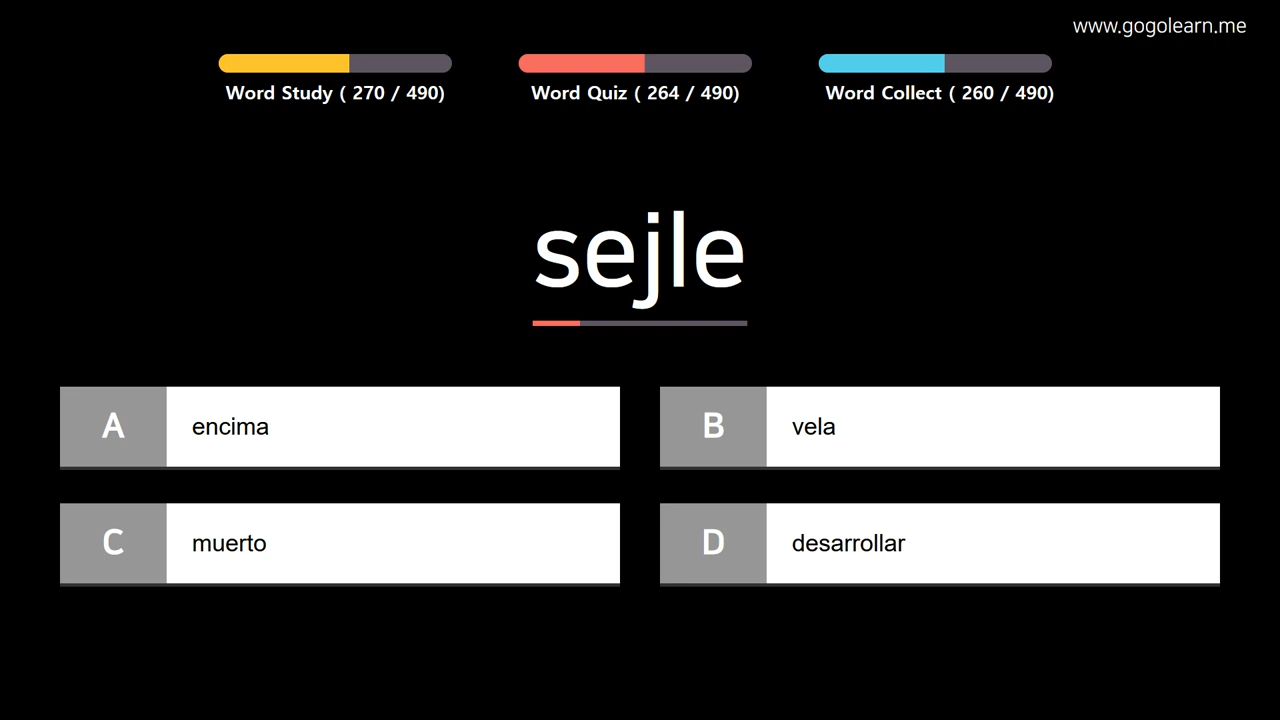 www.gogolearn.me
Word Study ( 270 / 490)
Word Quiz ( 264 / 490)
Word Collect ( 260 / 490)
sejle
A encima
B vela
C muerto
D desarrollar